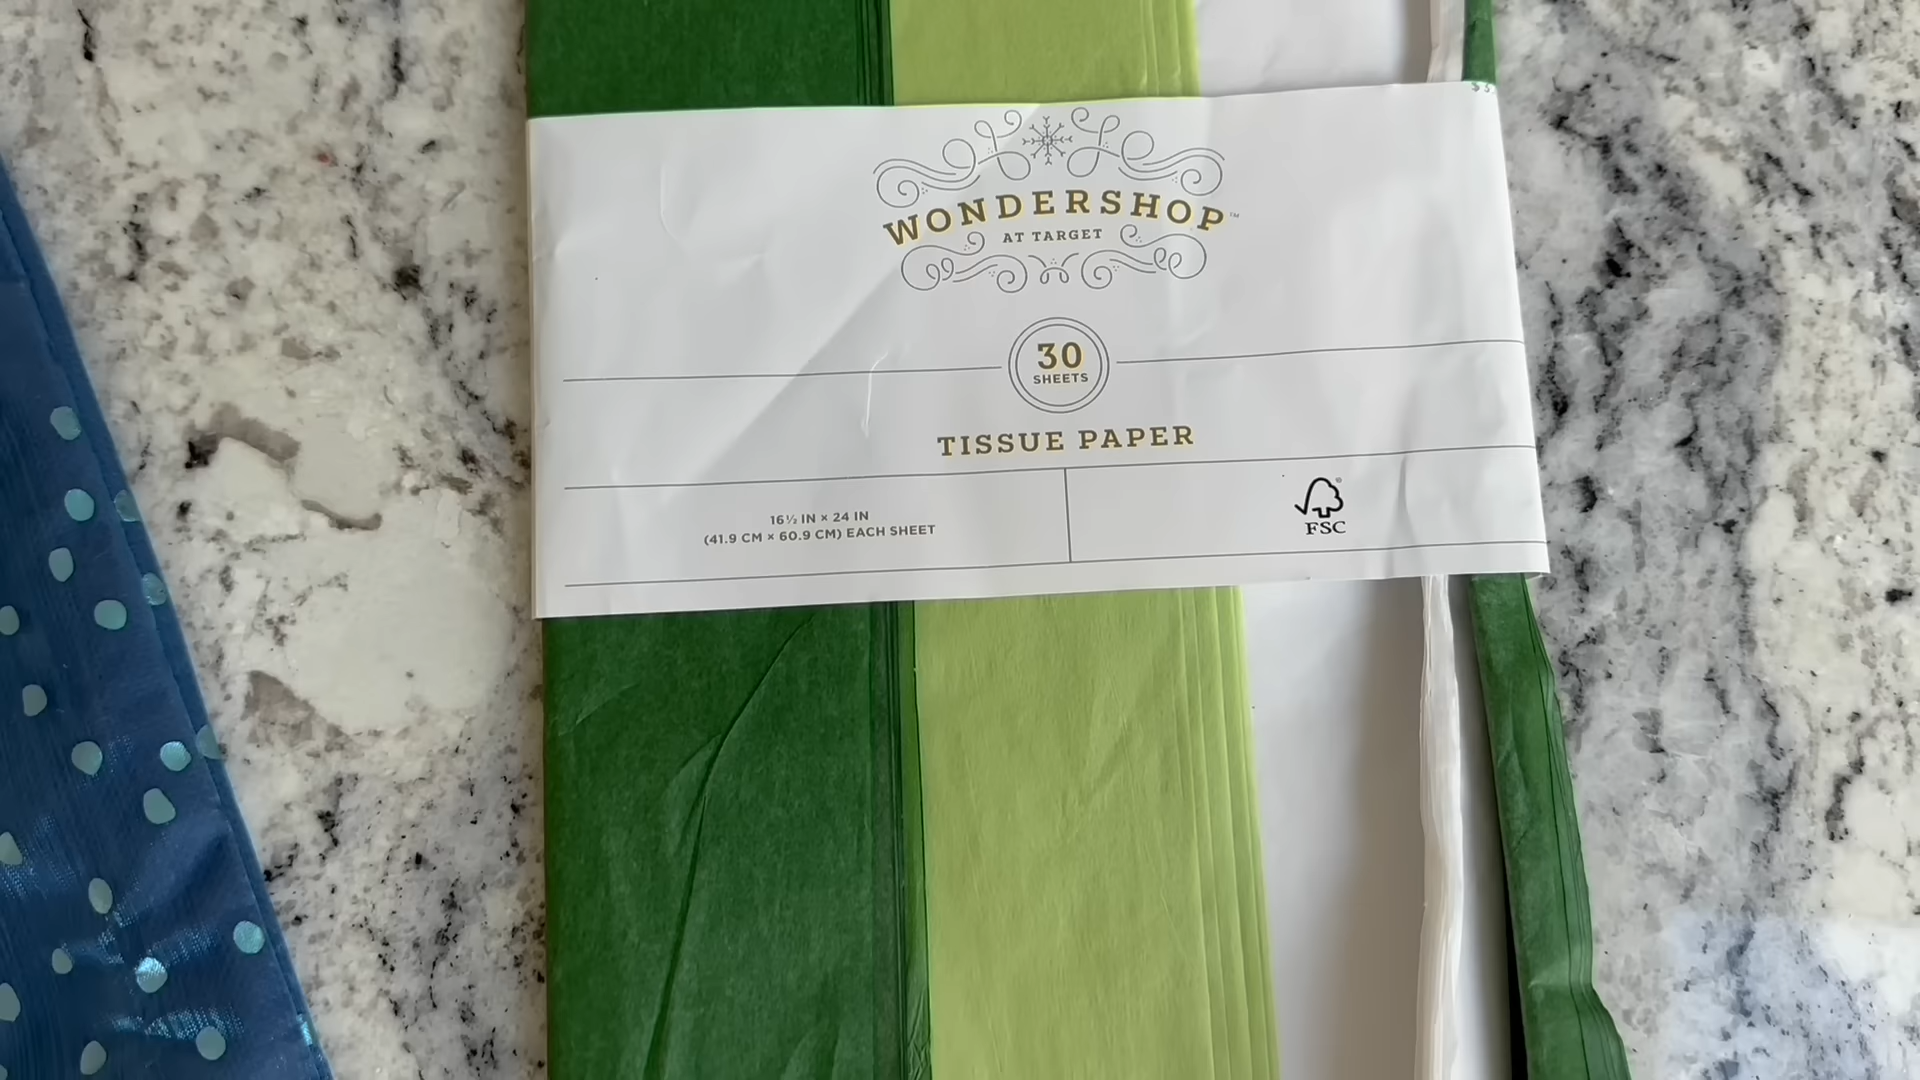 $3
WONDERSHOP™
AT TARGET
30
SHEETS
TISSUE PAPER
16½ IN × 24 IN
(41.9 CM × 60.9 CM) EACH SHEET
FSC®